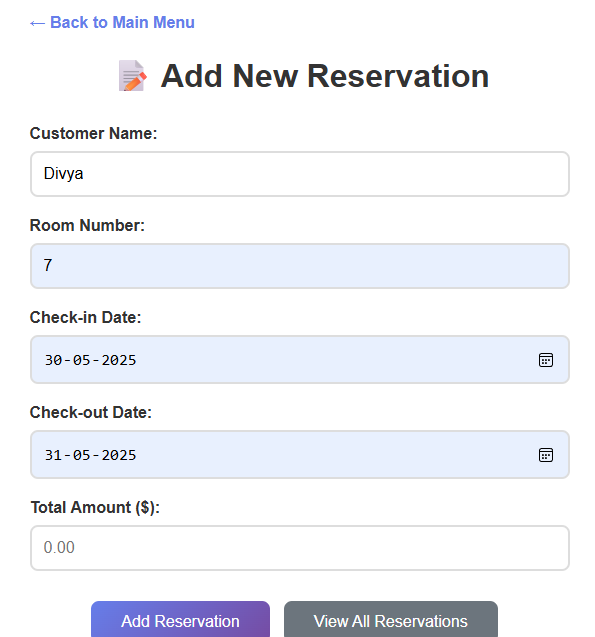 ← Back to Main Menu
📝 Add New Reservation
Customer Name:
Divya
Room Number:
7
Check-in Date:
30-05-2025
Check-out Date:
31-05-2025
Total Amount ($):
0.00
Add Reservation View All Reservations